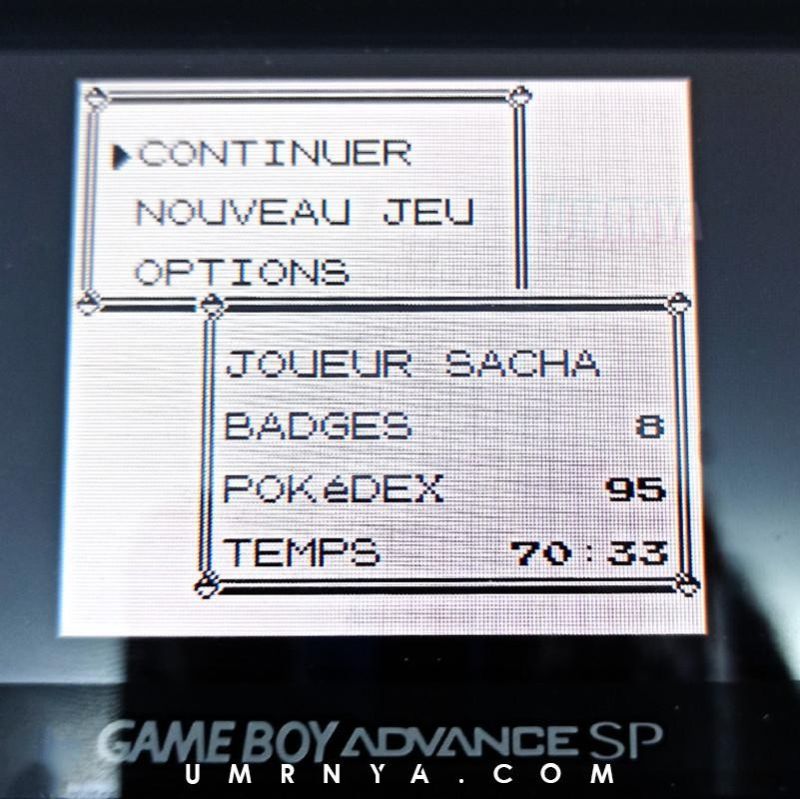 CONTINUER
NOUVEAU JEU
OPTIONS
JOUEUR SACHA
BADGES 8
POKéDEX 95
TEMPS 70:33
GAME BOY ADVANCE SP
UMRNYA.COM